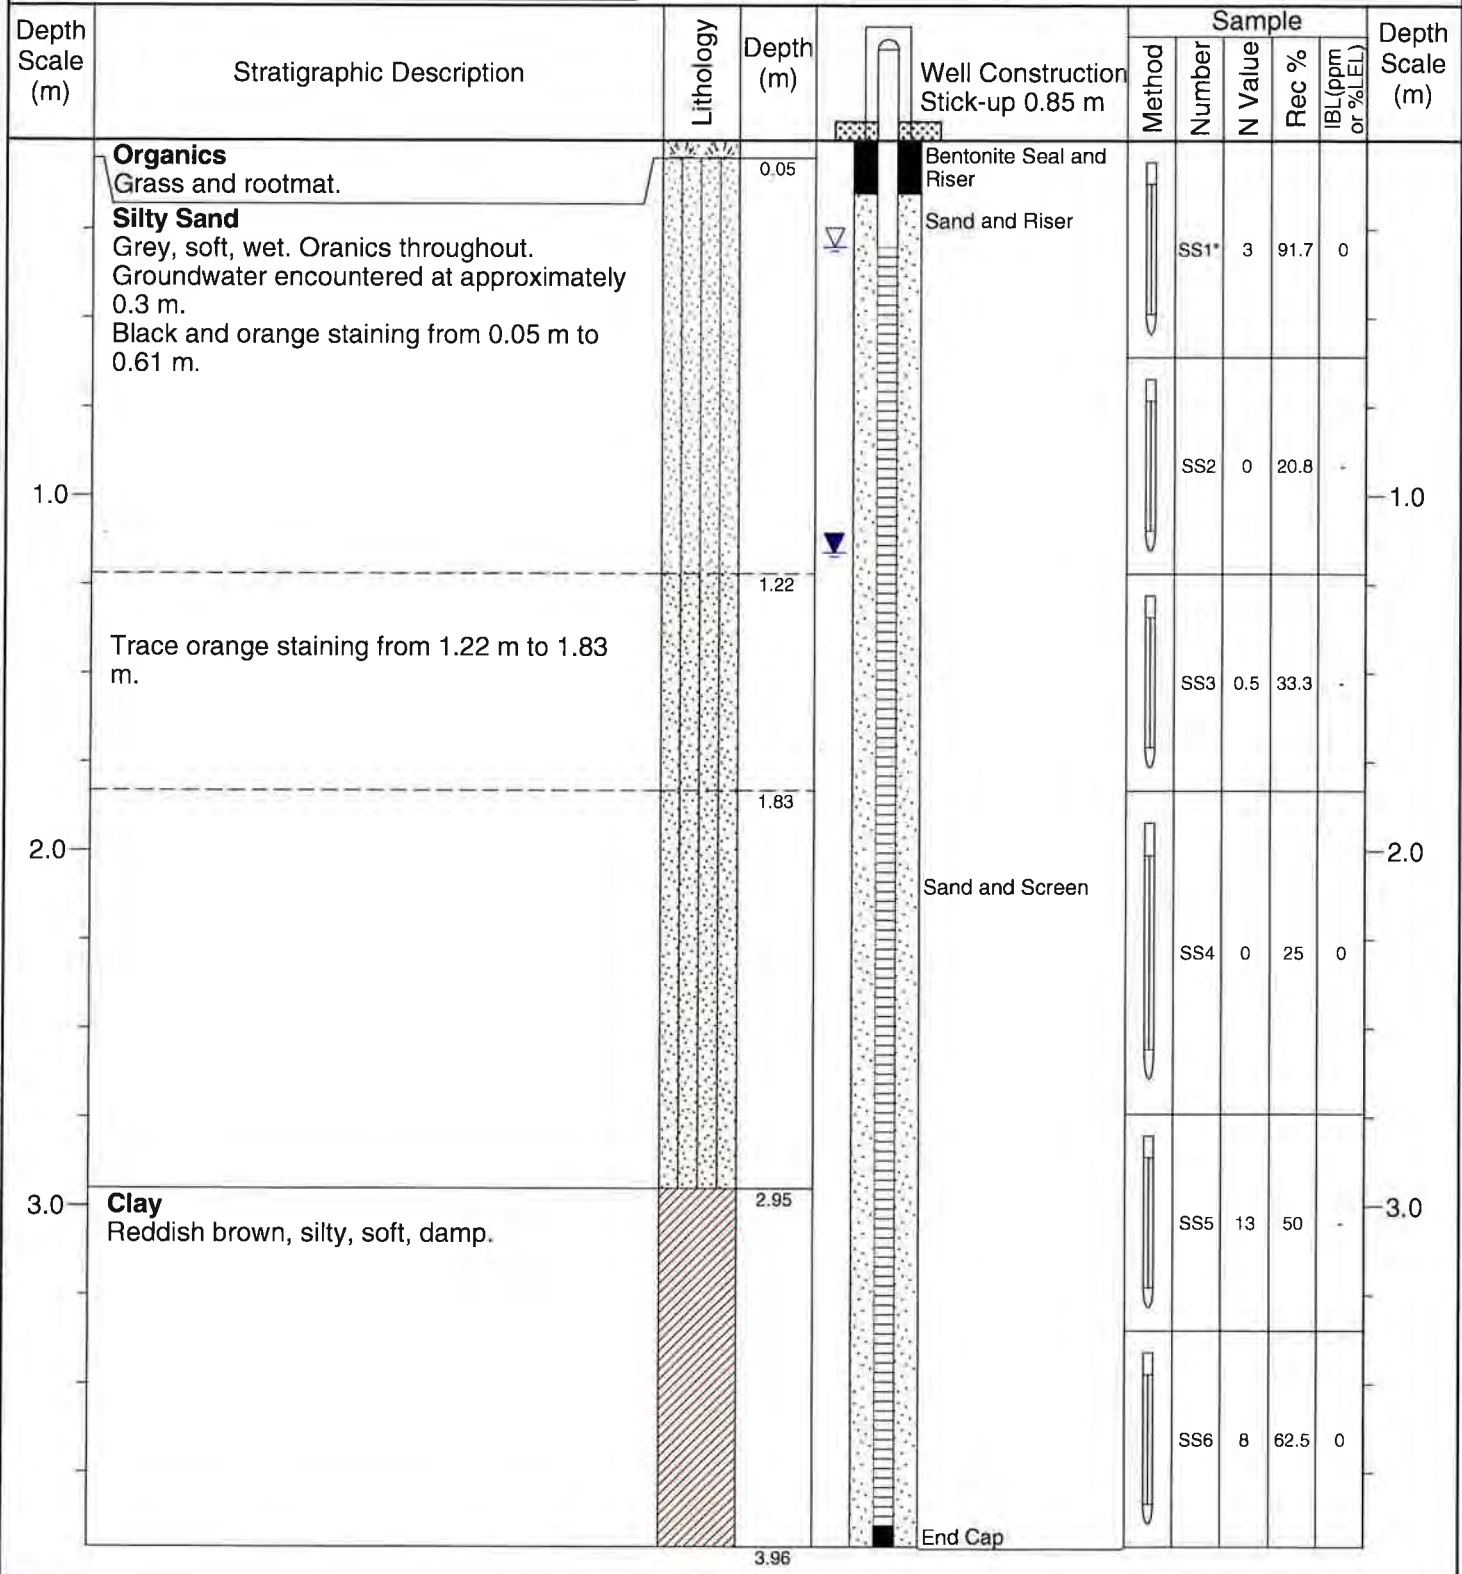 Depth
Scale
(m)
Stratigraphic Description
Lithology
Depth
(m)
Well Construction
Stick-up 0.85 m
Sample
Method
Number
N Value
Rec %
IBL(ppm
or %LEL)
Depth
Scale
(m)
Organics
Grass and rootmat.
0.05
Bentonite Seal and
Riser
Silty Sand
Grey, soft, wet. Oranics throughout.
Groundwater encountered at approximately
0.3 m.
Black and orange staining from 0.05 m to
0.61 m.
Sand and Riser
SS1* 3 91.7 0
SS2 0 20.8 -
1.0
1.0
1.22
Trace orange staining from 1.22 m to 1.83
m.
SS3 0.5 33.3 -
1.83
2.0
2.0
Sand and Screen
SS4 0 25 0
2.95
3.0
Clay
Reddish brown, silty, soft, damp.
SS5 13 50 -
3.0
SS6 8 62.5 0
End Cap
3.96